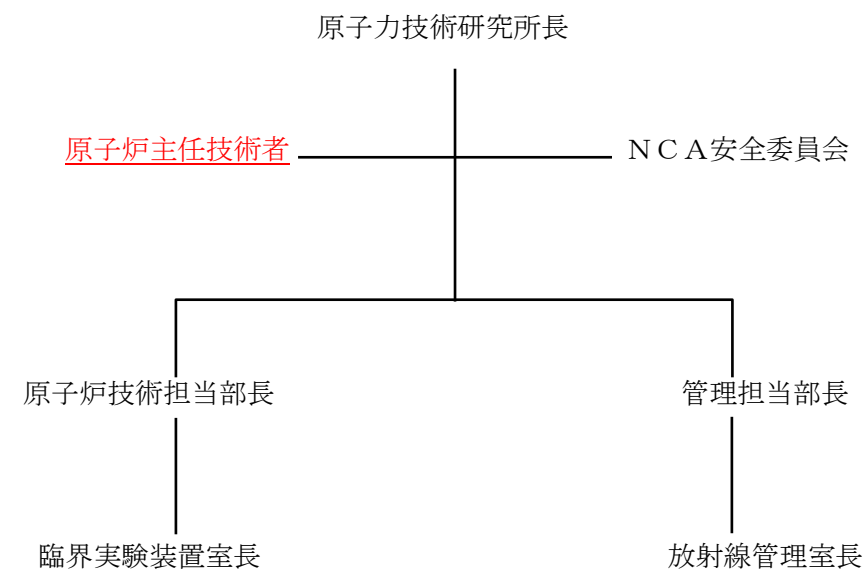 原子力技術研究所長
原子炉主任技術者
ＮＣＡ安全委員会
原子炉技術担当部長
管理担当部長
臨界実験装置室長
放射線管理室長